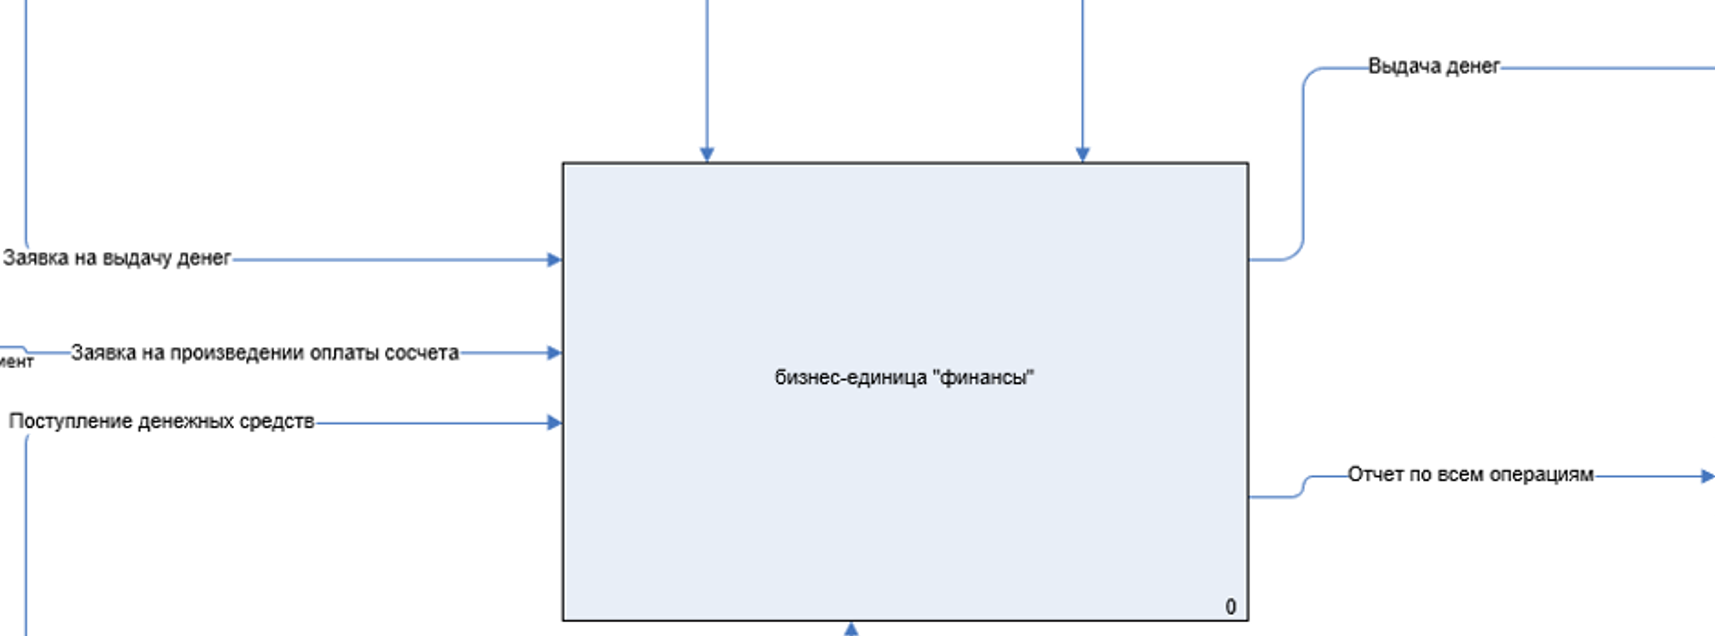 Выдача денег
Заявка на выдачу денег
Заявка на произведении оплаты сосчета
мент
Поступление денежных средств
бизнес-единица "финансы"
Отчет по всем операциям
0